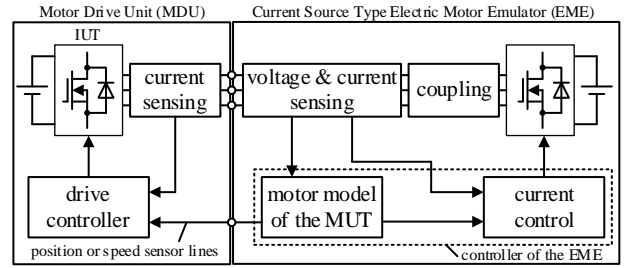 Motor Drive Unit (MDU)
Current Source Type Electric Motor Emulator (EME)
IUT
current
sensing
voltage & current
sensing
coupling
drive
controller
motor model
of the MUT
current
control
position or speed sensor lines
controller of the EME